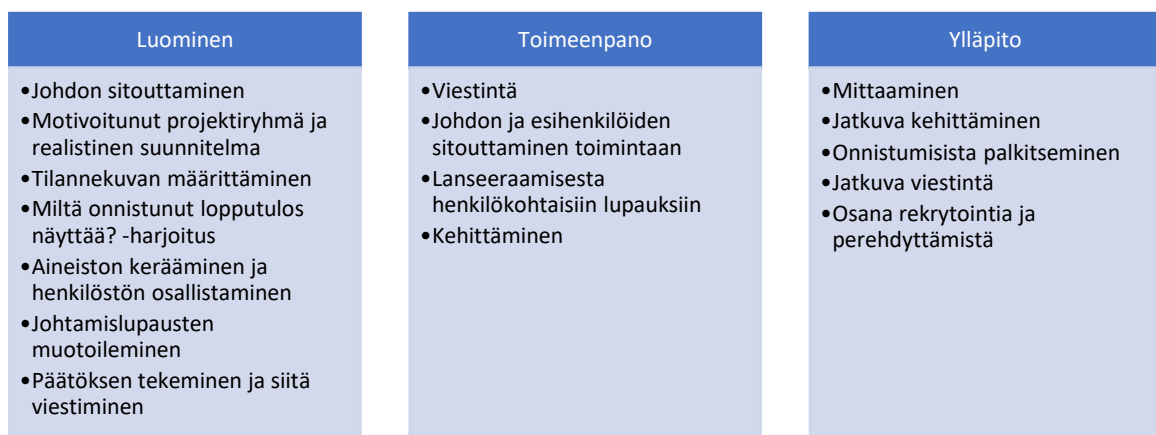 Luominen
•Johdon sitouttaminen
•Motivoitunut projektiryhmä ja
realistinen suunnitelma
•Tilannekuvan määrittäminen
•Miltä onnistunut lopputulos
näyttää? -harjoitus
•Aineiston kerääminen ja
henkilöstön osallistaminen
•Johtamislupausten
muotoileminen
•Päätöksen tekeminen ja siitä
viestiminen
Toimeenpano
•Viestintä
•Johdon ja esihenkilöiden
sitouttaminen toimintaan
•Lanseeraamisesta
henkilökohtaisiin lupauksiin
•Kehittäminen
Ylläpito
•Mittaaminen
•Jatkuva kehittäminen
•Onnistumisista palkitseminen
•Jatkuva viestintä
•Osana rekrytointia ja
perehdyttämistä